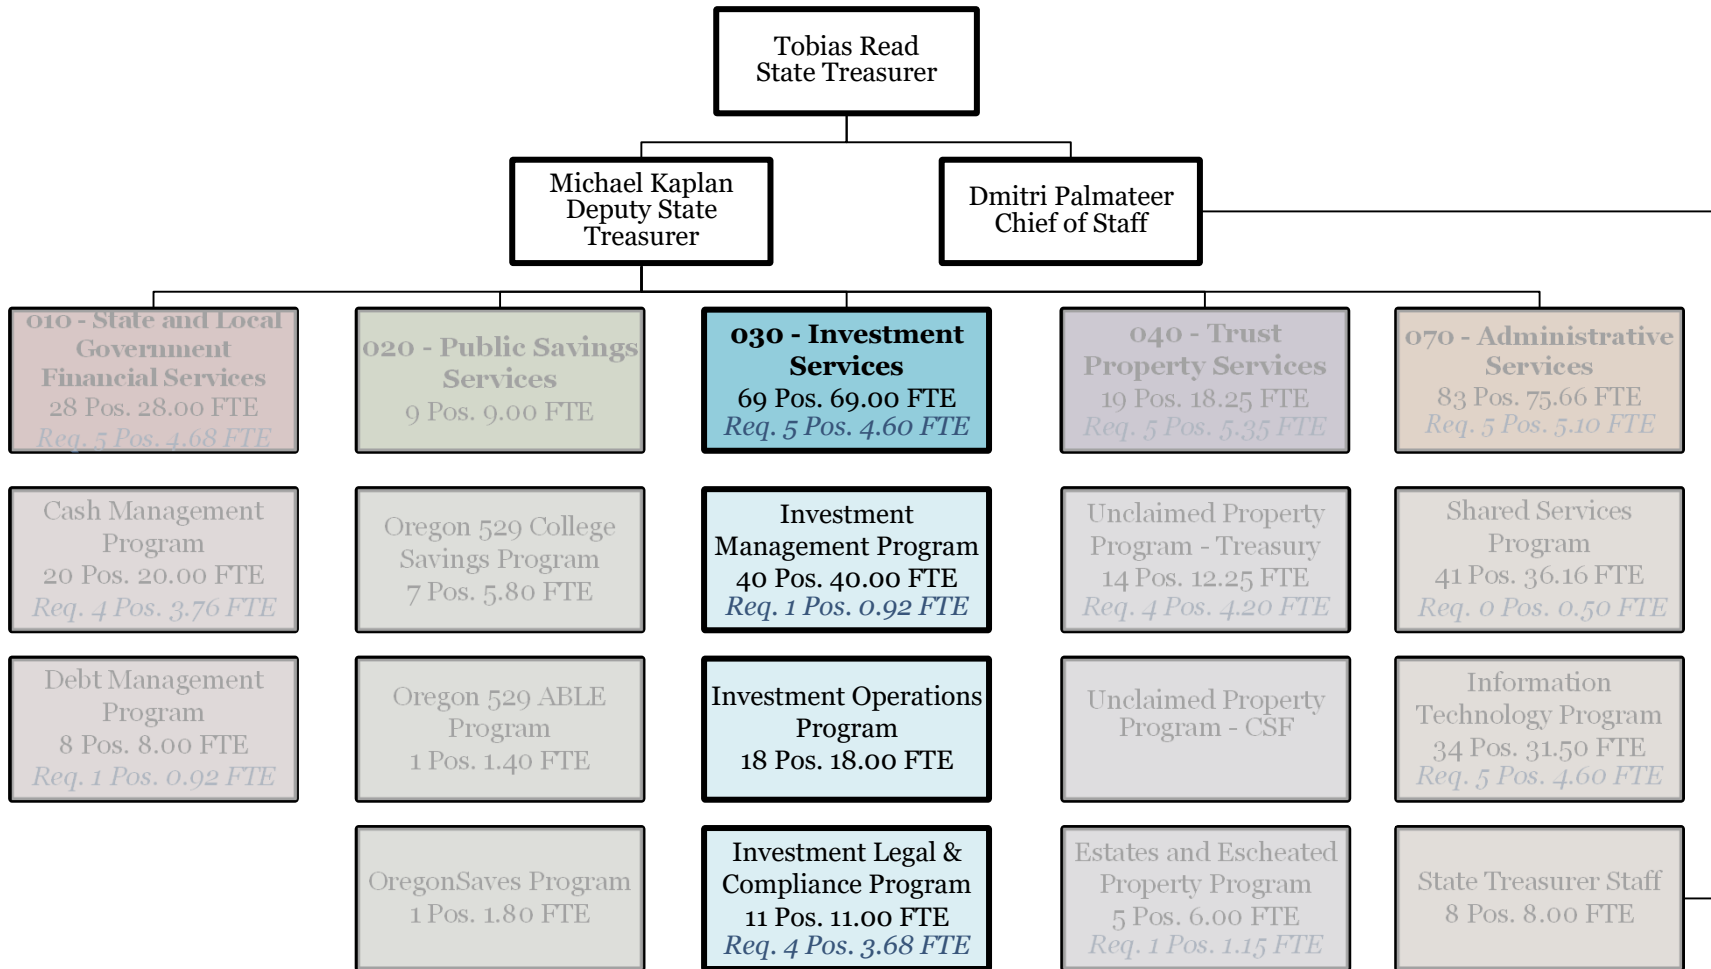 Tobias Read
State Treasurer
Michael Kaplan
Deputy State
Treasurer
Dmitri Palmateer
Chief of Staff
010 - State and Local
Government
Financial Services
28 Pos. 28.00 FTE
Req. 5 Pos. 4.68 FTE
020 - Public Savings
Services
9 Pos. 9.00 FTE
030 - Investment
Services
69 Pos. 69.00 FTE
Req. 5 Pos. 4.60 FTE
040 - Trust
Property Services
19 Pos. 18.25 FTE
Req. 5 Pos. 5.35 FTE
070 - Administrative
Services
83 Pos. 75.66 FTE
Req. 5 Pos. 5.10 FTE
Cash Management
Program
20 Pos. 20.00 FTE
Req. 4 Pos. 3.76 FTE
Oregon 529 College
Savings Program
7 Pos. 5.80 FTE
Investment
Management Program
40 Pos. 40.00 FTE
Req. 1 Pos. 0.92 FTE
Unclaimed Property
Program - Treasury
14 Pos. 12.25 FTE
Req. 4 Pos. 4.20 FTE
Shared Services
Program
41 Pos. 36.16 FTE
Req. 0 Pos. 0.50 FTE
Debt Management
Program
8 Pos. 8.00 FTE
Req. 1 Pos. 0.92 FTE
Oregon 529 ABLE
Program
1 Pos. 1.40 FTE
Investment Operations
Program
18 Pos. 18.00 FTE
Unclaimed Property
Program - CSF
Information
Technology Program
34 Pos. 31.50 FTE
Req. 5 Pos. 4.60 FTE
OregonSaves Program
1 Pos. 1.80 FTE
Investment Legal &
Compliance Program
11 Pos. 11.00 FTE
Req. 4 Pos. 3.68 FTE
Estates and Escheated
Property Program
5 Pos. 6.00 FTE
Req. 1 Pos. 1.15 FTE
State Treasurer Staff
8 Pos. 8.00 FTE